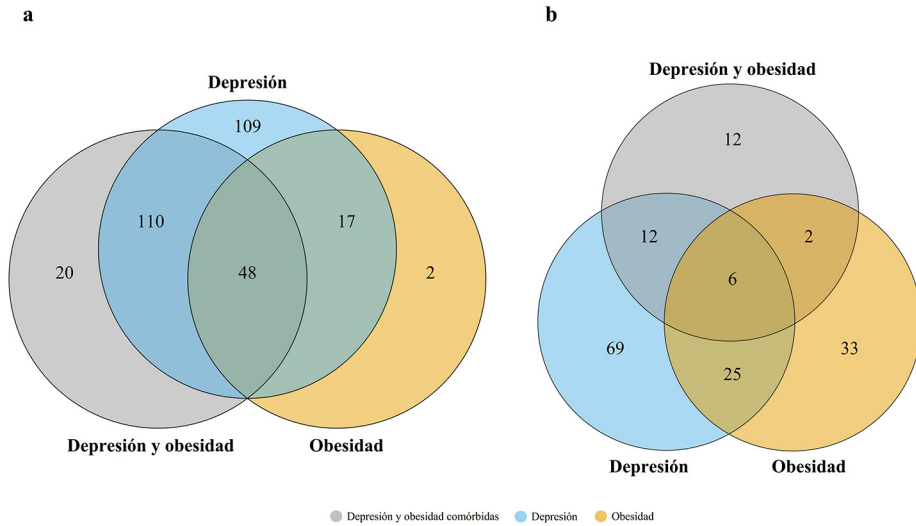 a
Depresión
109
110
17
20
48
2
Depresión y obesidad
Obesidad
b
Depresión y obesidad
12
12
2
6
69
33
25
Depresión
Obesidad
Depresión y obesidad comórbidas
Depresión
Obesidad